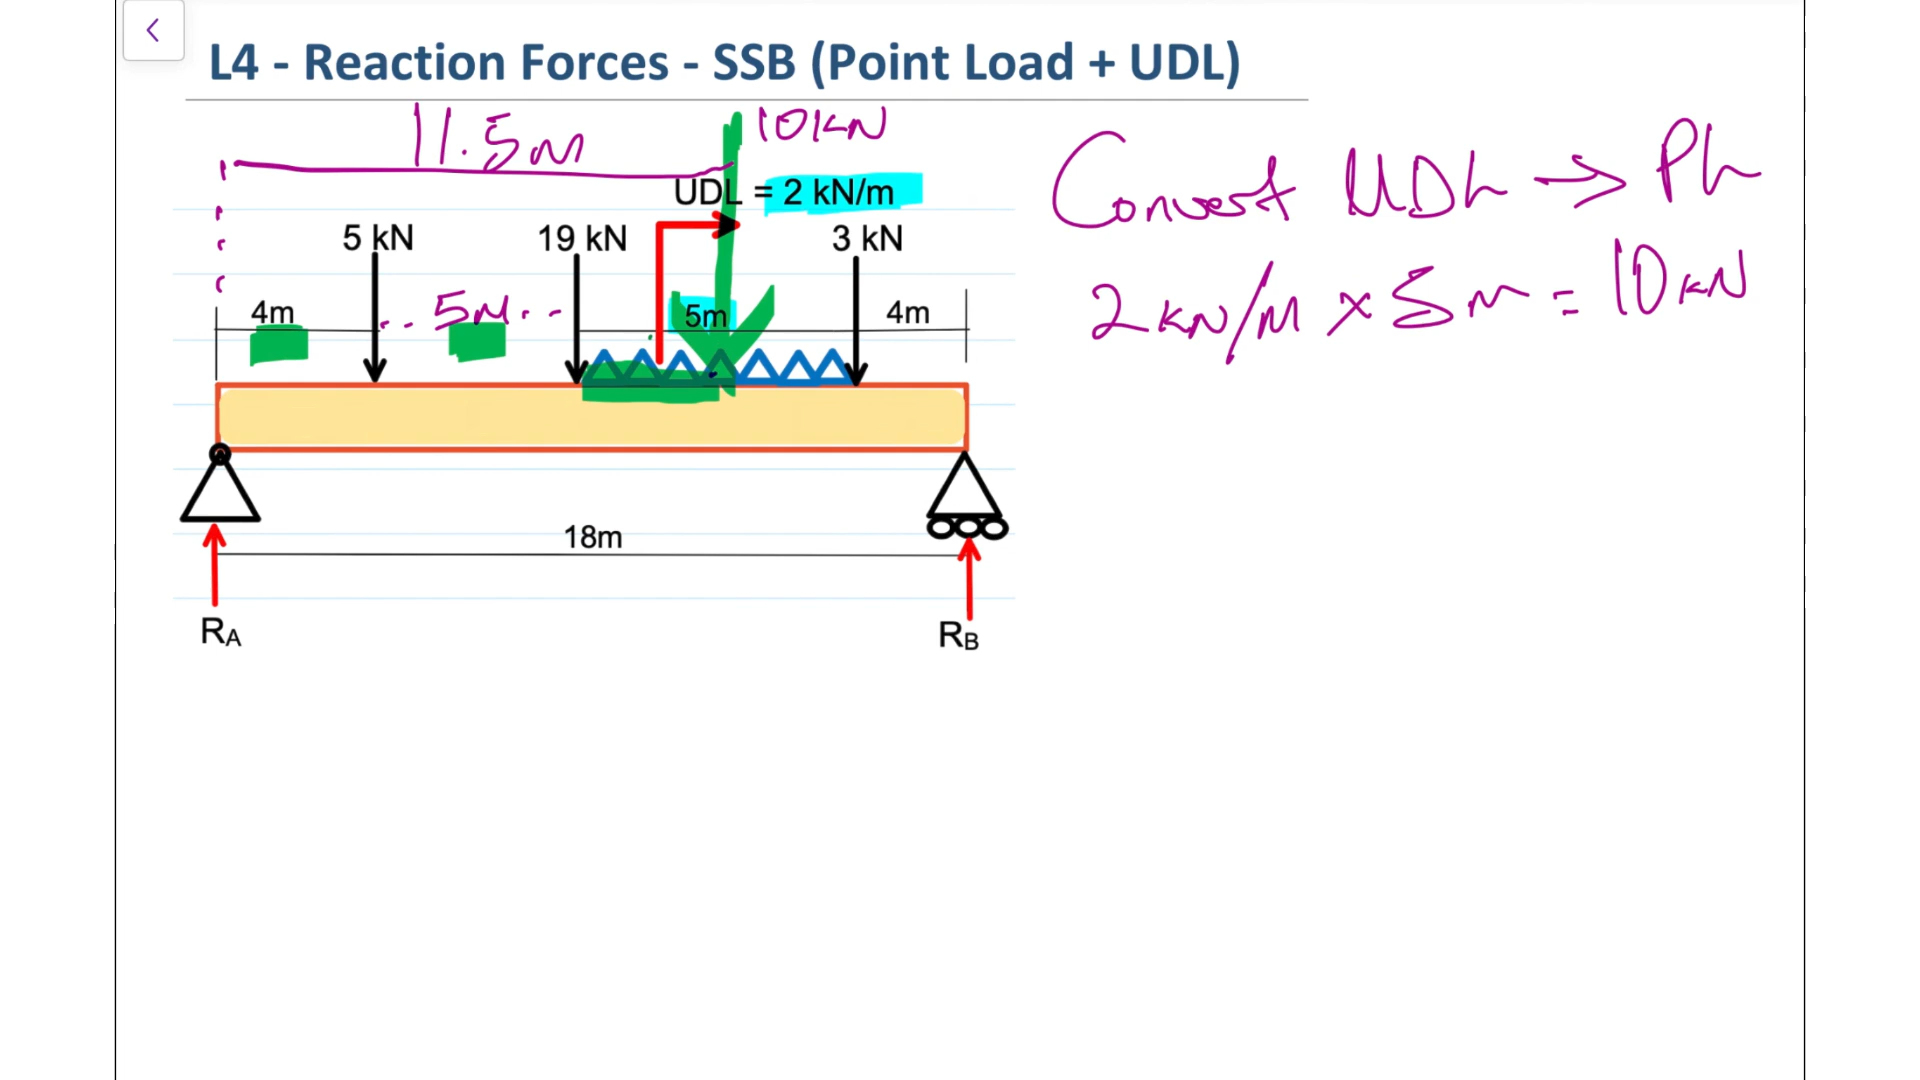 L4 - Reaction Forces - SSB (Point Load + UDL)
11.5m
10KN
UDL = 2 kN/m
Convert UDL → PL
5 kN
19 kN
3 kN
2KN/M × 5m = 10KN
4m
5M
5m
4m
18m
RA
RB